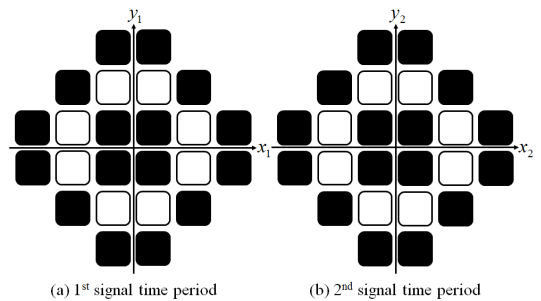 y₁
y₂
x₁
x₂
(a) 1ˢᵗ signal time period
(b) 2ⁿᵈ signal time period